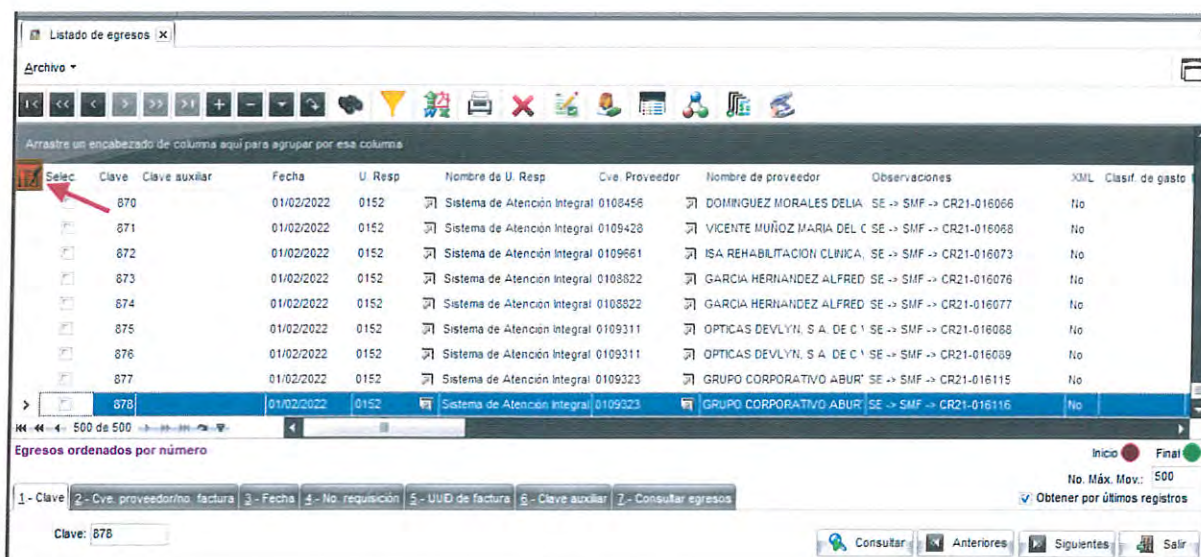 Listado de egresos
Archivo
Arrastre un encabezado de columna aquí para agrupar por esa columna
Selec. Clave Clave auxiliar Fecha U. Resp Nombre de U. Resp Cve. Proveedor Nombre de proveedor Observaciones XML Clasif. de gasto
870 01/02/2022 0152 Sistema de Atención Integral 0108456 DOMINGUEZ MORALES DELIA SE -> SMF -> CR21-016066 No
871 01/02/2022 0152 Sistema de Atención Integral 0109428 VICENTE MUÑOZ MARIA DEL C SE -> SMF -> CR21-016068 No
872 01/02/2022 0152 Sistema de Atención Integral 0109661 ISA REHABILITACION CLINICA, SE -> SMF -> CR21-016073 No
873 01/02/2022 0152 Sistema de Atención Integral 0108822 GARCIA HERNANDEZ ALFRED SE -> SMF -> CR21-016076 No
874 01/02/2022 0152 Sistema de Atención Integral 0108822 GARCIA HERNANDEZ ALFRED SE -> SMF -> CR21-016077 No
875 01/02/2022 0152 Sistema de Atención Integral 0109311 OPTICAS DEVLYN, S.A. DE C.V SE -> SMF -> CR21-016088 No
876 01/02/2022 0152 Sistema de Atención Integral 0109311 OPTICAS DEVLYN, S.A. DE C.V SE -> SMF -> CR21-016089 No
877 01/02/2022 0152 Sistema de Atención Integral 0109323 GRUPO CORPORATIVO ABUR SE -> SMF -> CR21-016115 No
878 01/02/2022 0152 Sistema de Atención Integral 0109323 GRUPO CORPORATIVO ABUR SE -> SMF -> CR21-016116 No
500 de 500
Egresos ordenados por número
Inicio Final
No. Máx. Mov.: 500
1 - Clave 2 - Cve. proveedor/no. factura 3 - Fecha 4 - No. requisición 5 - UUID de factura 6 - Clave auxiliar 7 - Consultar egresos
Obtener por últimos registros
Clave: 878
Consultar Anteriores Siguientes Salir